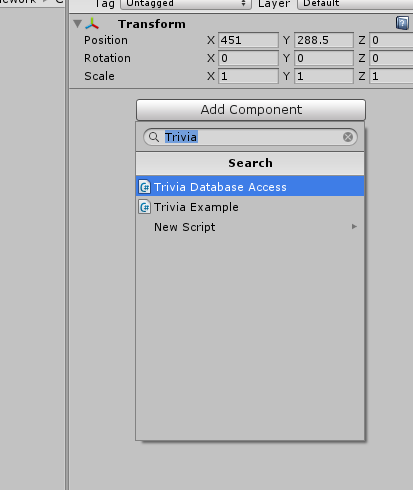 Tag Untagged Layer Default
Transform
Position X 451 Y 288.5 Z 0
Rotation X 0 Y 0 Z 0
Scale X 1 Y 1 Z 1
Add Component
Trivia
Search
C# Trivia Database Access
C# Trivia Example
New Script